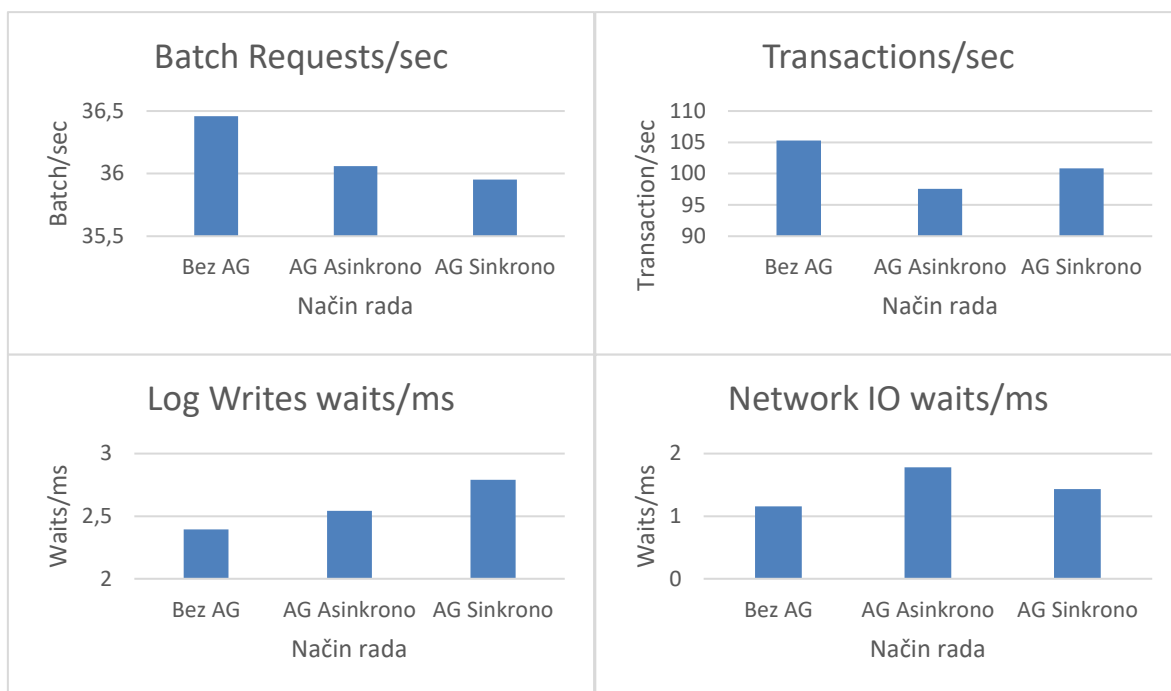 Batch Requests/sec
Batch/sec
36,5
36
35,5
Bez AG AG Asinkrono AG Sinkrono
Način rada
Transactions/sec
Transaction/sec
110
105
100
95
90
Bez AG AG Asinkrono AG Sinkrono
Način rada
Log Writes waits/ms
Waits/ms
3
2,5
2
Bez AG AG Asinkrono AG Sinkrono
Način rada
Network IO waits/ms
Waits/ms
2
1
0
Bez AG AG Asinkrono AG Sinkrono
Način rada